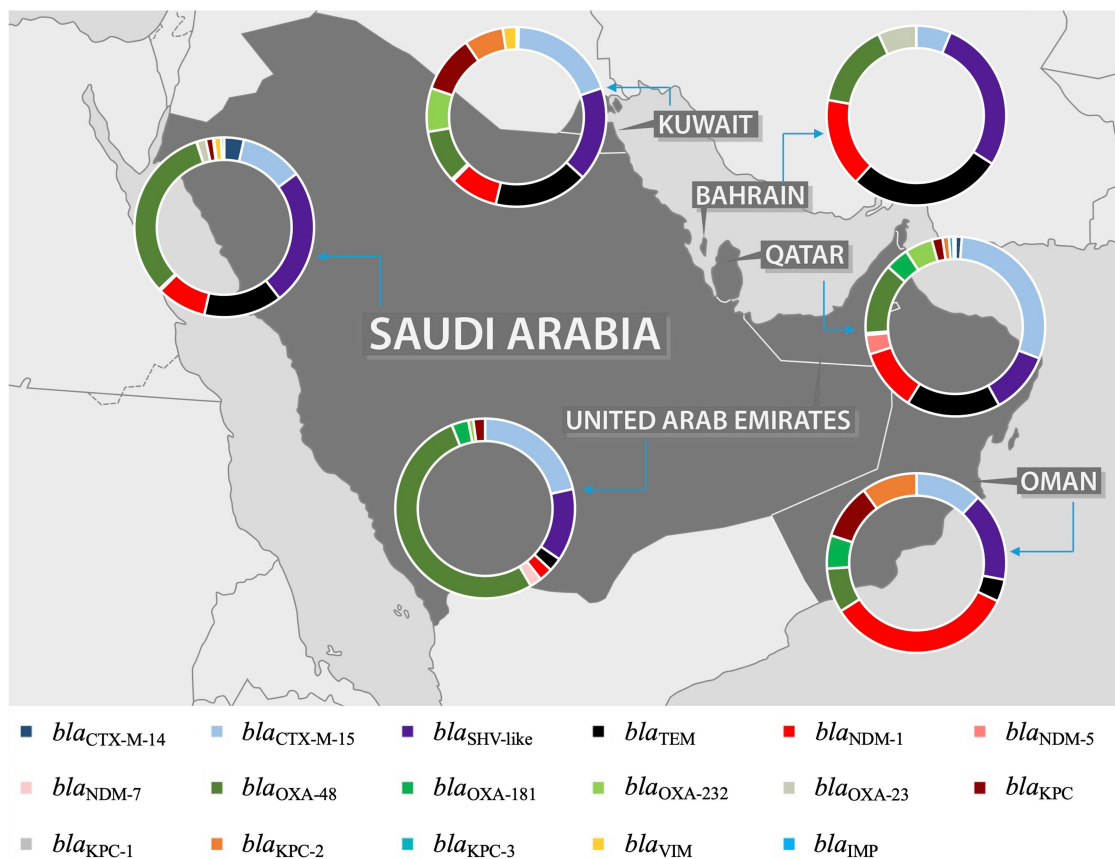 KUWAIT
BAHRAIN
QATAR
SAUDI ARABIA
UNITED ARAB EMIRATES
OMAN
blaCTX-M-14 blaCTX-M-15 blaSHV-like blaTEM blaNDM-1 blaNDM-5
blaNDM-7 blaOXA-48 blaOXA-181 blaOXA-232 blaOXA-23 blaKPC
blaKPC-1 blaKPC-2 blaKPC-3 blaVIM blaIMP